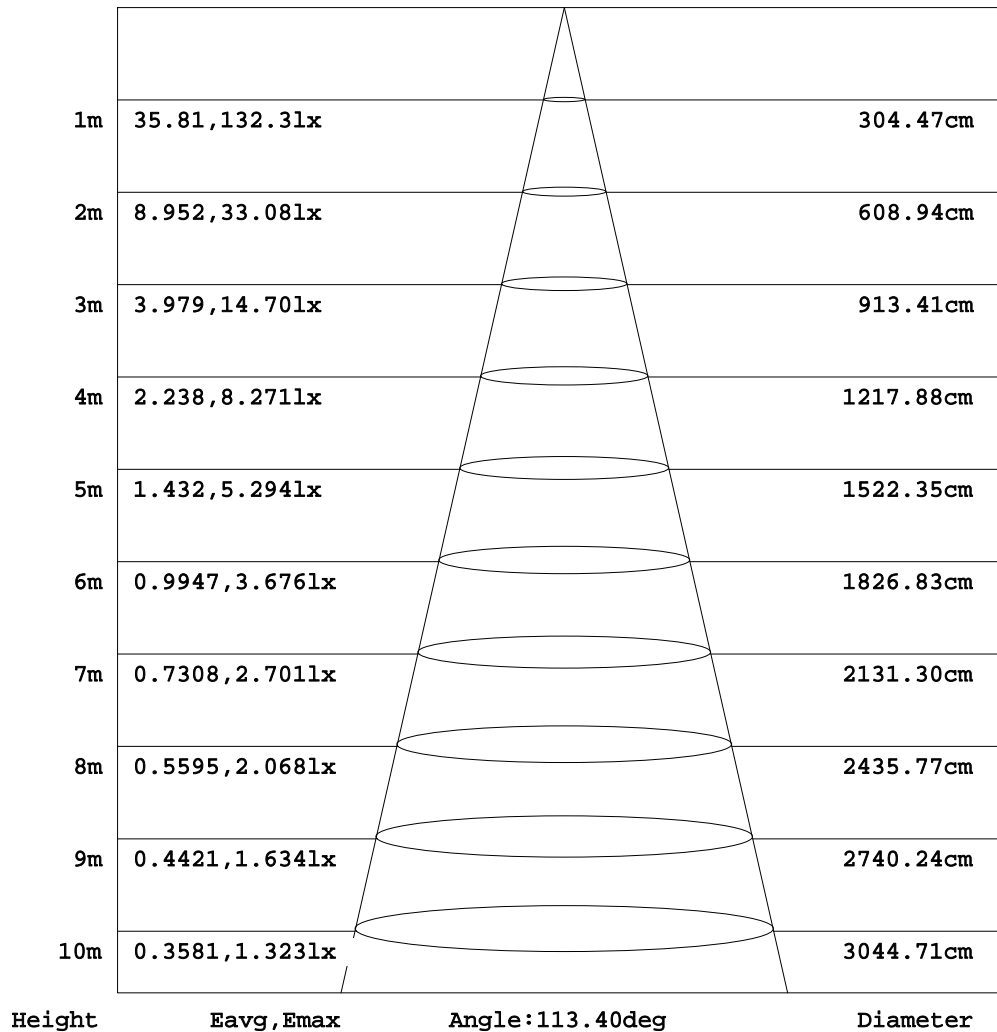 1m 35.81,132.3lx 304.47cm
2m 8.952,33.08lx 608.94cm
3m 3.979,14.70lx 913.41cm
4m 2.238,8.271lx 1217.88cm
5m 1.432,5.294lx 1522.35cm
6m 0.9947,3.676lx 1826.83cm
7m 0.7308,2.701lx 2131.30cm
8m 0.5595,2.068lx 2435.77cm
9m 0.4421,1.634lx 2740.24cm
10m 0.3581,1.323lx 3044.71cm
Height Eavg,Emax Angle:113.40deg Diameter